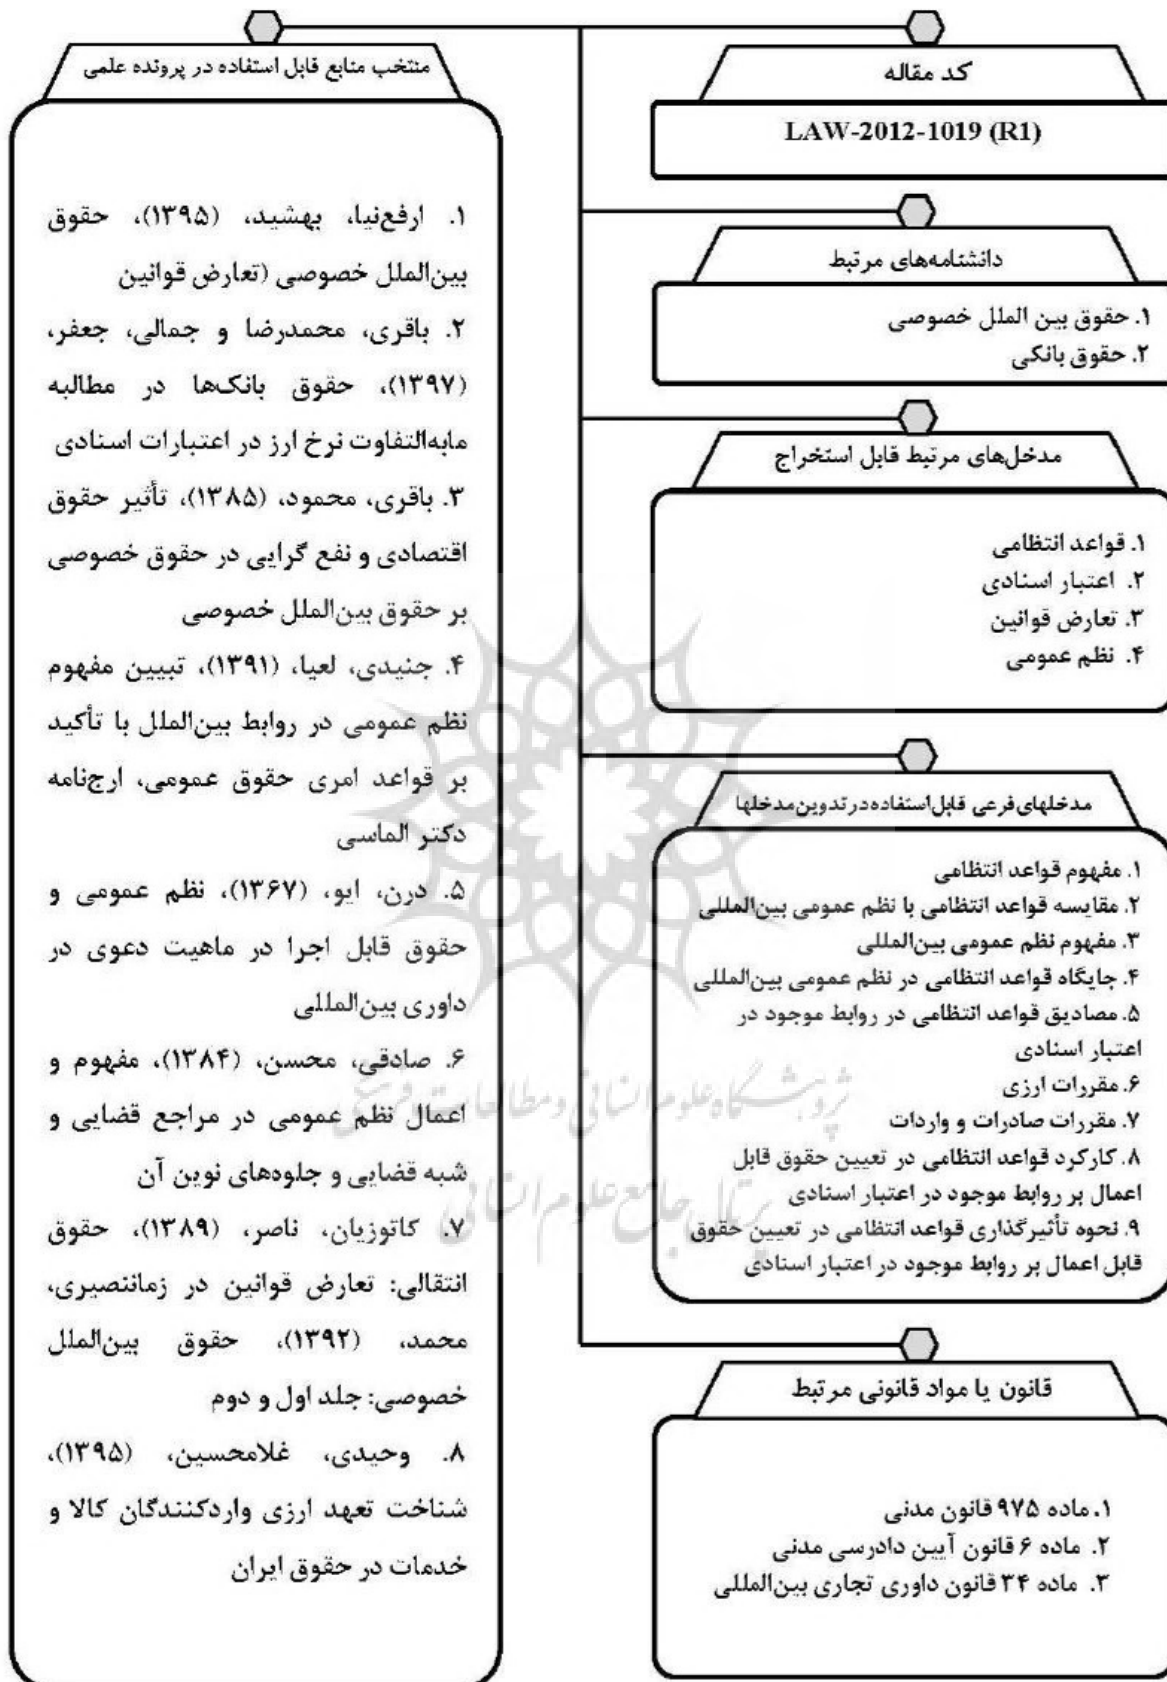 کد مقاله
LAW-2012-1019 (R1)
دانشنامه‌های مرتبط
۱. حقوق بین الملل خصوصی
۲. حقوق بانکی
مدخل‌های مرتبط قابل استخراج
۱. قواعد انتظامی
۲. اعتبار اسنادی
۳. تعارض قوانین
۴. نظم عمومی
مدخلهای فرعی قابل استفاده در تدوین مدخلها
۱. مفهوم قواعد انتظامی
۲. مقایسه قواعد انتظامی با نظم عمومی بین‌المللی
۳. مفهوم نظم عمومی بین‌المللی
۴. جایگاه قواعد انتظامی در نظم عمومی بین‌المللی
۵. مصادیق قواعد انتظامی در روابط موجود در
اعتبار اسنادی
۶. مقررات ارزی
۷. مقررات صادرات و واردات
۸. کارکرد قواعد انتظامی در تعیین حقوق قابل
اعمال بر روابط موجود در اعتبار اسنادی
۹. نحوه تأثیرگذاری قواعد انتظامی در تعیین حقوق
قابل اعمال بر روابط موجود در اعتبار اسنادی
قانون یا مواد قانونی مرتبط
۱. ماده ۹۷۵ قانون مدنی
۲. ماده ۶ قانون آیین دادرسی مدنی
۳. ماده ۳۴ قانون داوری تجاری بین‌المللی
منتخب منابع قابل استفاده در پرونده علمی
۱. ارفع‌نیا، بهشید، (۱۳۹۵)، حقوق
بین‌الملل خصوصی (تعارض قوانین
۲. باقری، محمدرضا و جمالی، جعفر،
(۱۳۹۷)، حقوق بانک‌ها در مطالبه
مابه‌التفاوت نرخ ارز در اعتبارات اسنادی
۳. باقری، محمود، (۱۳۸۵)، تأثیر حقوق
اقتصادی و نفع گرایی در حقوق خصوصی
بر حقوق بین‌الملل خصوصی
۴. جنیدی، لعیا، (۱۳۹۱)، تبیین مفهوم
نظم عمومی در روابط بین‌الملل با تأکید
بر قواعد امری حقوق عمومی، ارج‌نامه
دکتر الماسی
۵. درن، ایو، (۱۳۶۷)، نظم عمومی و
حقوق قابل اجرا در ماهیت دعوی در
داوری بین‌المللی
۶. صادقی، محسن، (۱۳۸۴)، مفهوم و
اعمال نظم عمومی در مراجع قضایی و
شبه قضایی و جلوه‌های نوین آن
۷. کاتوزیان، ناصر، (۱۳۸۹)، حقوق
انتقالی: تعارض قوانین در زماننصیری،
محمد، (۱۳۹۲)، حقوق بین‌الملل
خصوصی: جلد اول و دوم
۸. وحیدی، غلامحسین، (۱۳۹۵)،
شناخت تعهد ارزی واردکنندگان کالا و
خدمات در حقوق ایران
پژوهشگاه علوم انسانی و مطالعات فرهنگی
پرتال جامع علوم انسانی